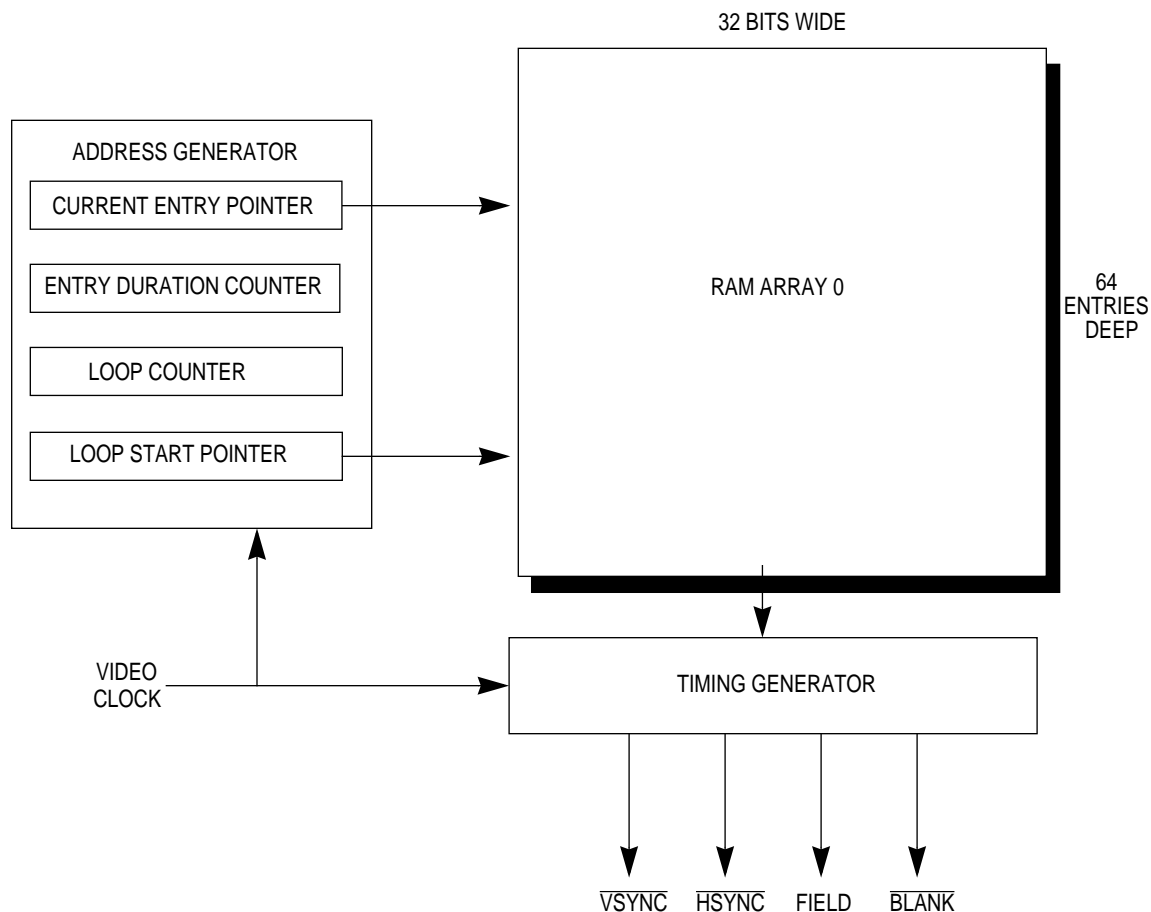 32 BITS WIDE
ADDRESS GENERATOR
CURRENT ENTRY POINTER
ENTRY DURATION COUNTER
LOOP COUNTER
LOOP START POINTER
RAM ARRAY 0
64
ENTRIES
DEEP
VIDEO
CLOCK
TIMING GENERATOR
VSYNC HSYNC FIELD BLANK